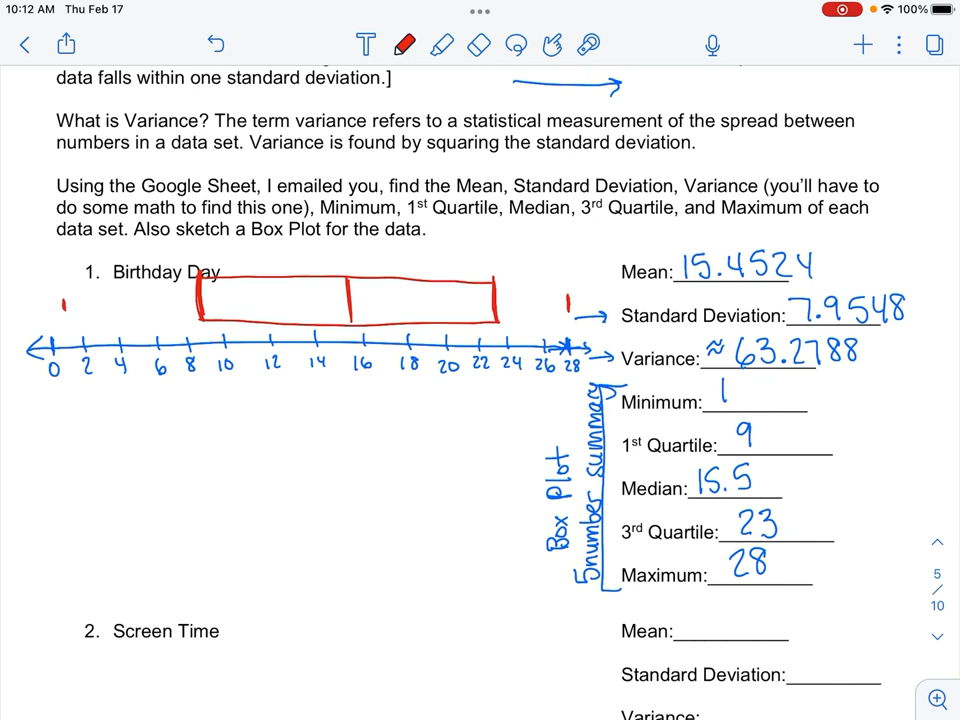 10:12 AM Thu Feb 17
100%
T
data falls within one standard deviation.]
What is Variance? The term variance refers to a statistical measurement of the spread between
numbers in a data set. Variance is found by squaring the standard deviation.
Using the Google Sheet, I emailed you, find the Mean, Standard Deviation, Variance (you'll have to
do some math to find this one), Minimum, 1st Quartile, Median, 3rd Quartile, and Maximum of each
data set. Also sketch a Box Plot for the data.
1. Birthday Day
0 2 4 6 8 10 12 14 16 18 20 22 24 26 28
Mean: 15.4524
Standard Deviation: 7.9548
Variance: ≈ 63.2788
Minimum: 1
1st Quartile: 9
Median: 15.5
3rd Quartile: 23
Maximum: 28
Box Plot
5 number summary
5
/
10
2. Screen Time
Mean:
Standard Deviation:
Variance: